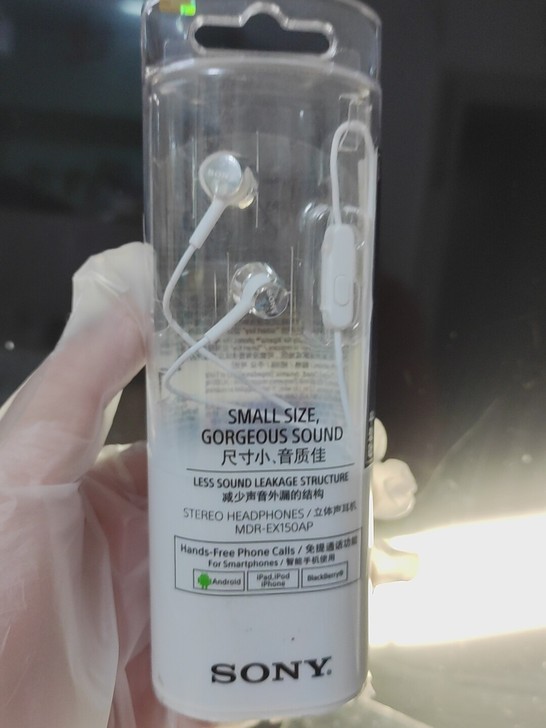 SONY
SMALL SIZE,
GORGEOUS SOUND
尺寸小、音质佳
LESS SOUND LEAKAGE STRUCTURE
减少声音外漏的结构
STEREO HEADPHONES / 立体声耳机
MDR-EX150AP
Hands-Free Phone Calls / 免提通话功能
For Smartphones / 智能手机使用
Android
iPad,iPod
iPhone
BlackBerry®
SONY®